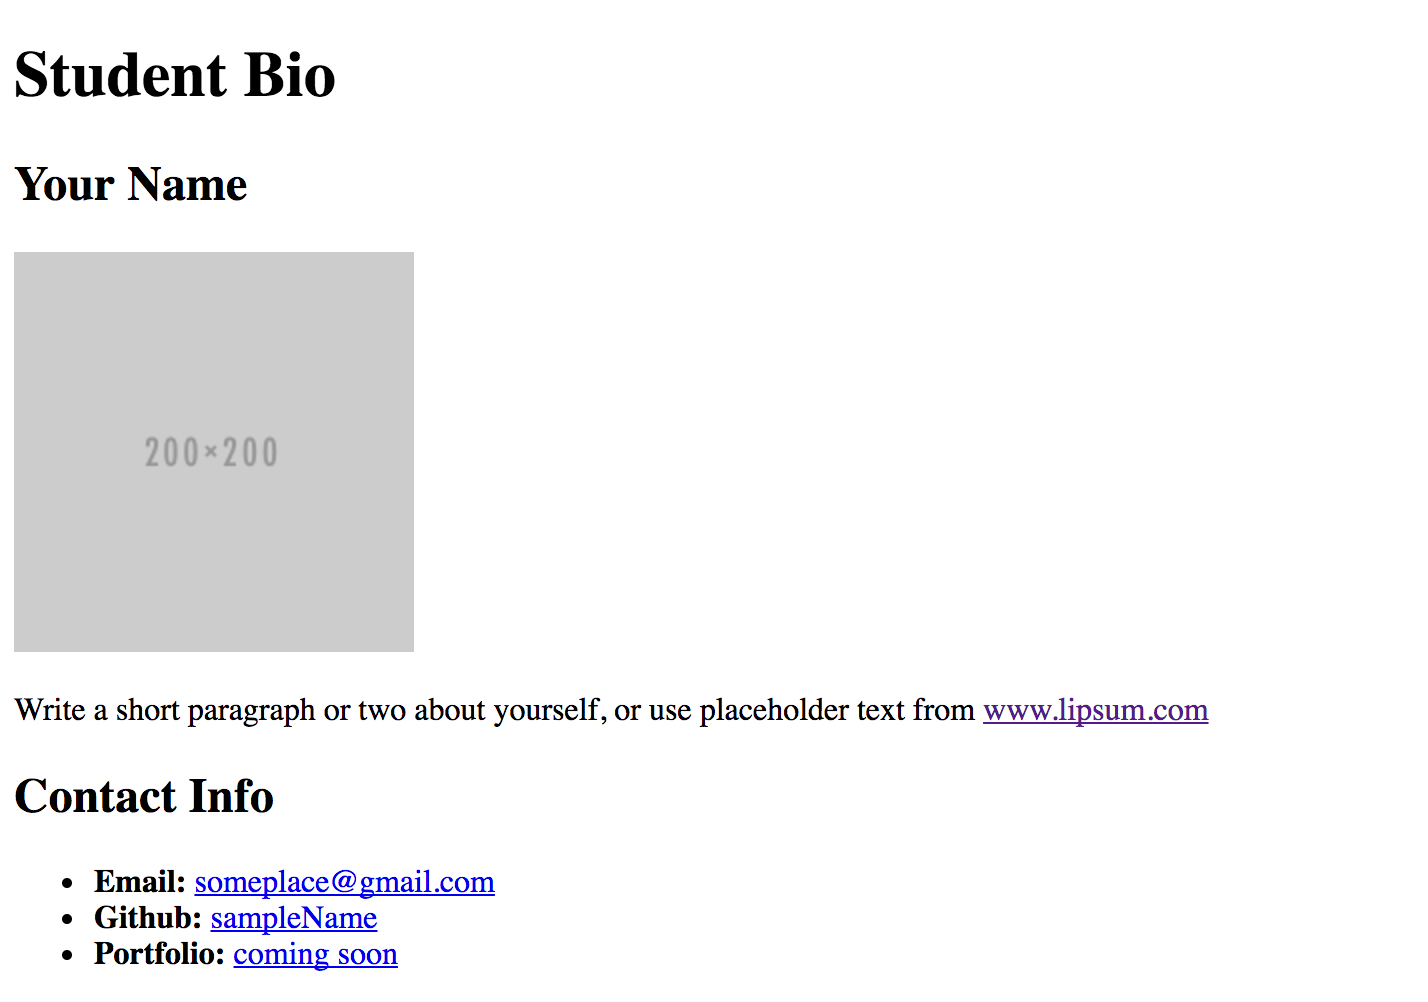 Student Bio
Your Name
200×200
Write a short paragraph or two about yourself, or use placeholder text from www.lipsum.com
Contact Info
• Email: someplace@gmail.com
• Github: sampleName
• Portfolio: coming soon